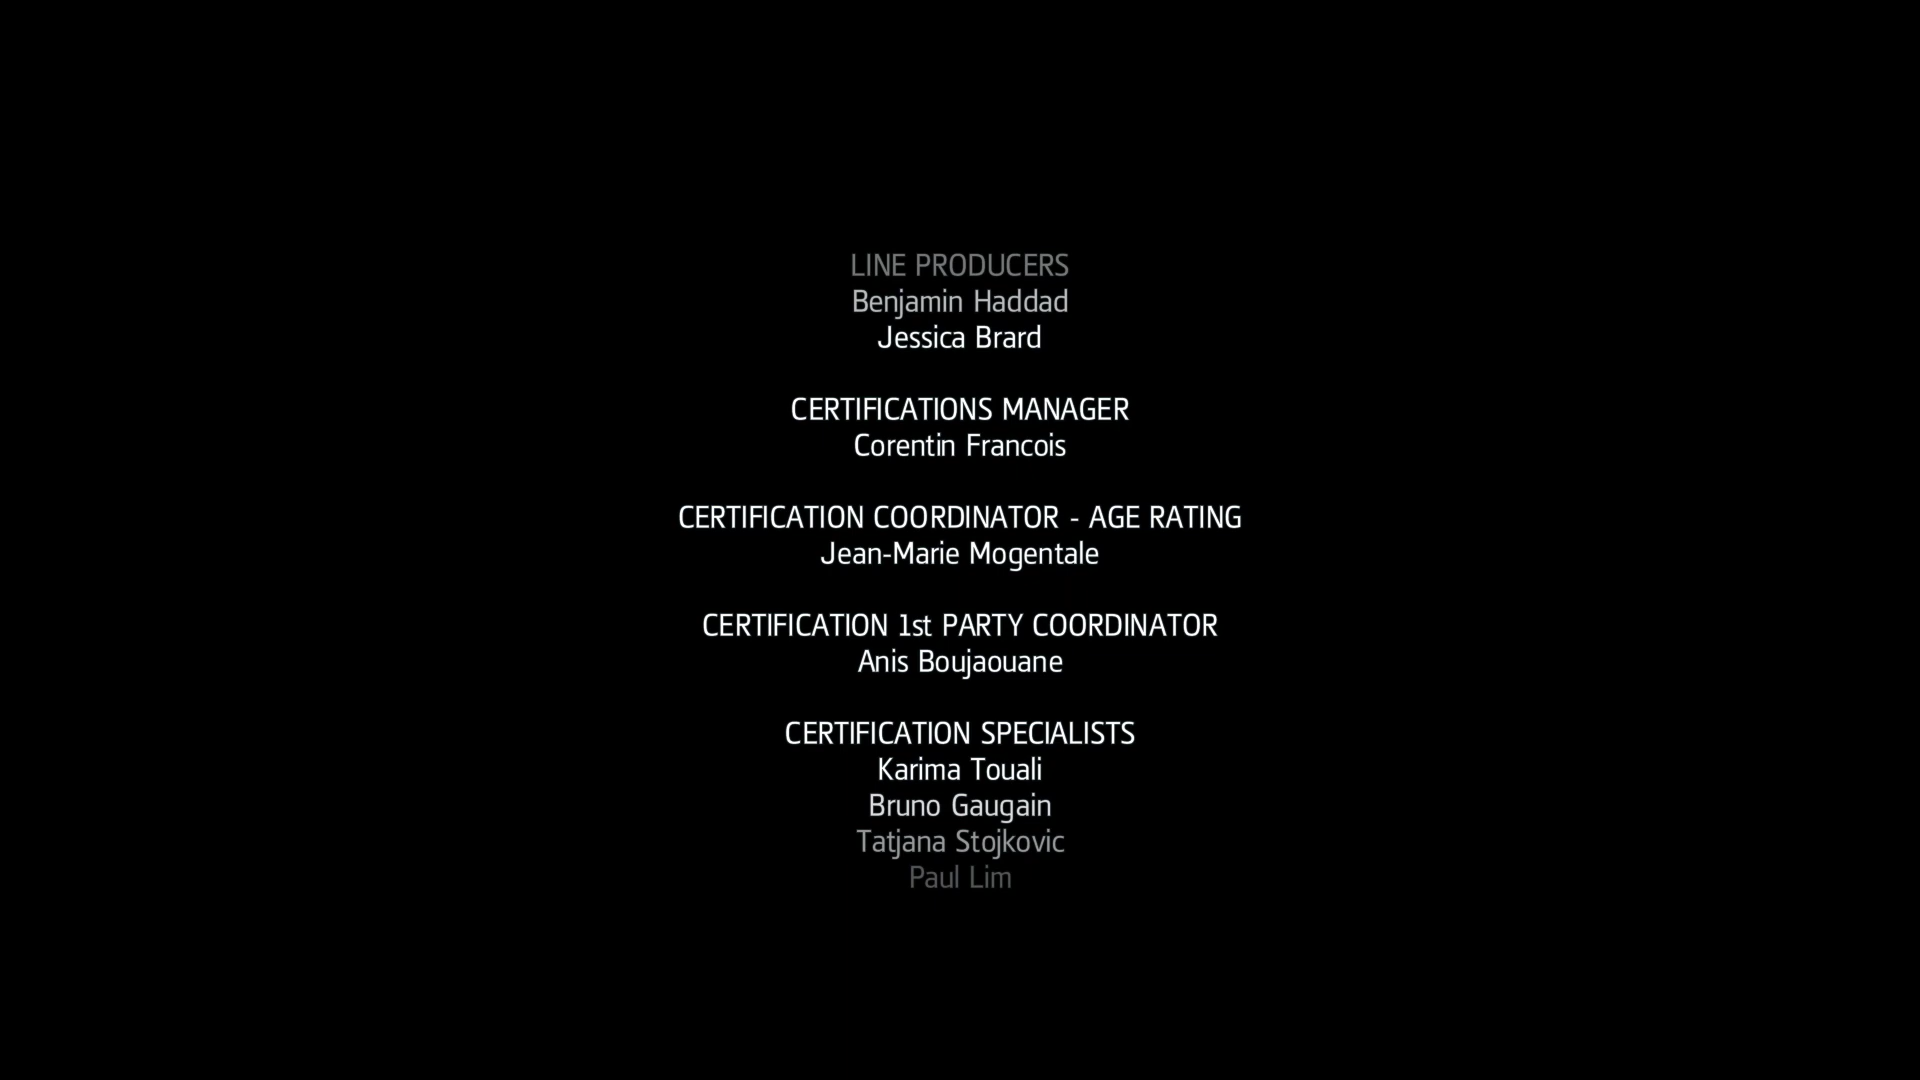 LINE PRODUCERS
Benjamin Haddad
Jessica Brard
CERTIFICATIONS MANAGER
Corentin Francois
CERTIFICATION COORDINATOR - AGE RATING
Jean-Marie Mogentale
CERTIFICATION 1st PARTY COORDINATOR
Anis Boujaouane
CERTIFICATION SPECIALISTS
Karima Touali
Bruno Gaugain
Tatjana Stojkovic
Paul Lim